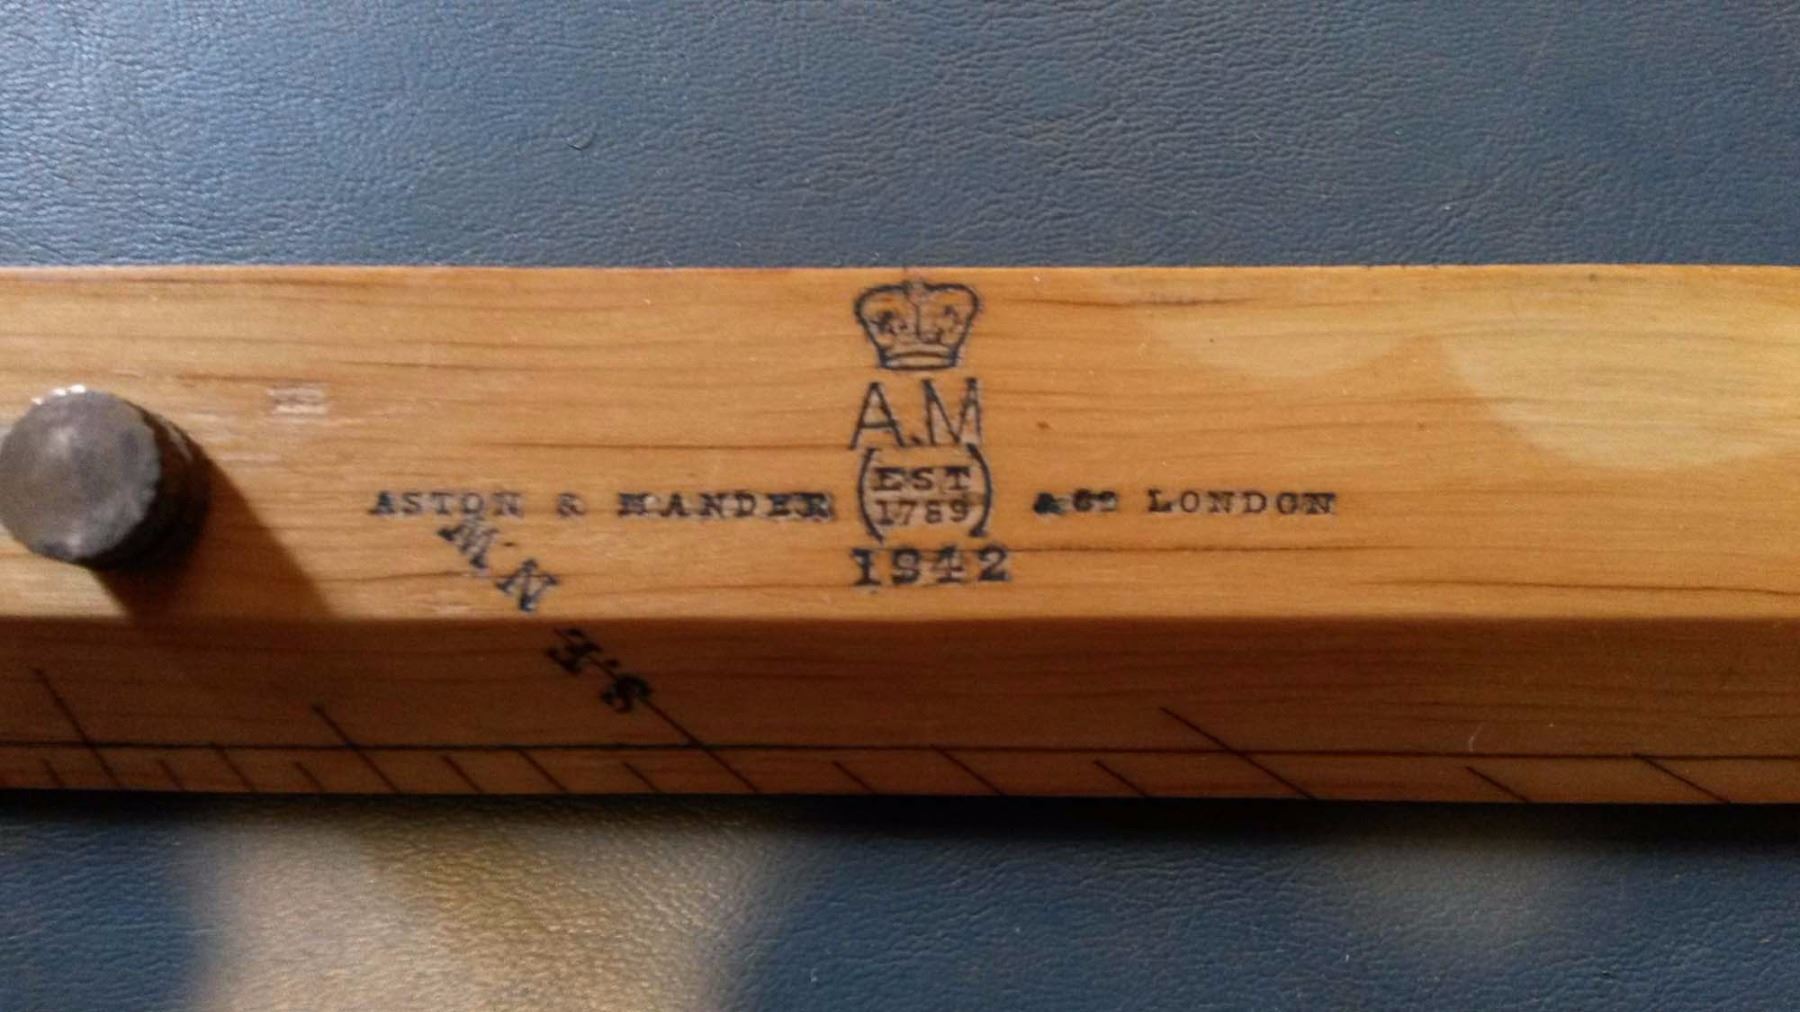 A.M
ASTON & MANDER (EST 1789) & Co LONDON
1942
N.W.
S.E